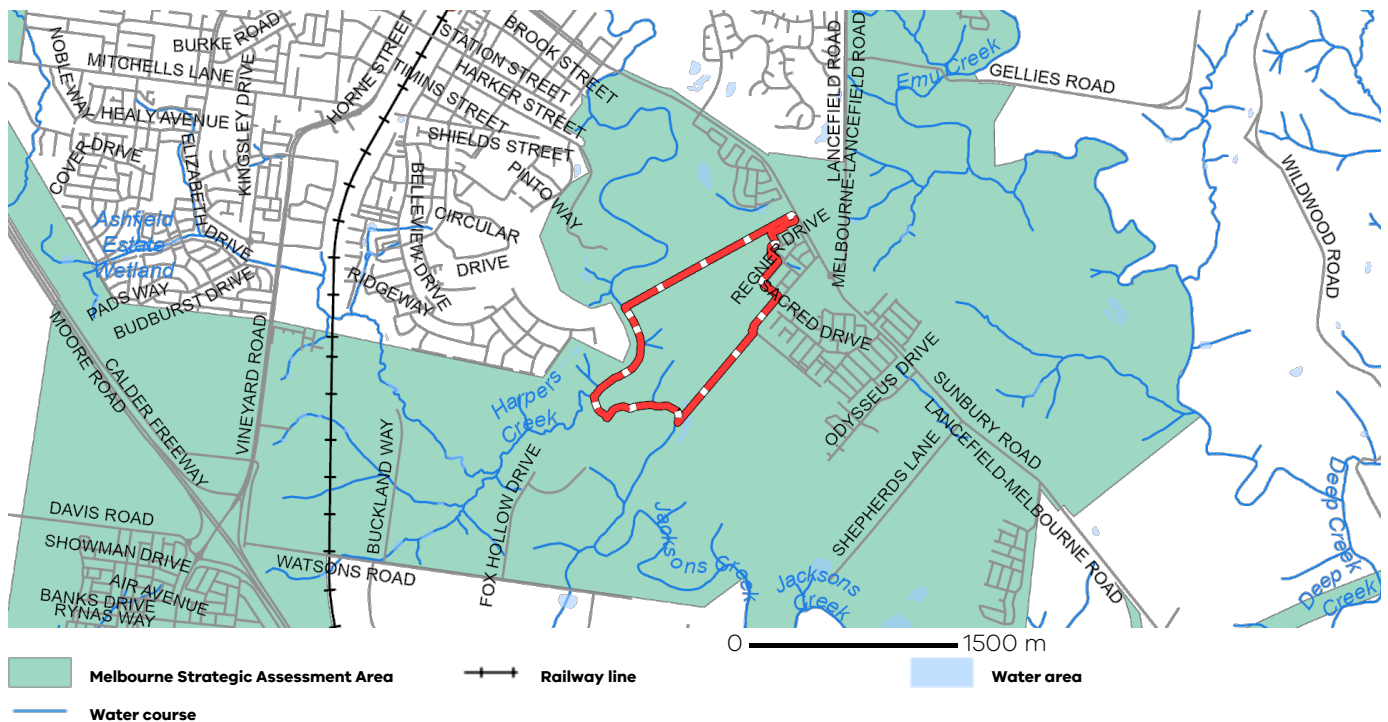 BURKE ROAD
MITCHELLS LANE
NOBLE WAY
HEALY AVENUE
KINGSLEY DRIVE
HORNE STREET
STATION STREET
BROOK STREET
HARKER STREET
TIMINS STREET
SHIELDS STREET
PINTO WAY
LANCEFIELD ROAD
MELBOURNE-LANCEFIELD ROAD
Emu Creek
GELLIES ROAD
WILDWOOD ROAD
COVER
DRIVE
ELIZABETH DRIVE
BELLEVIEW DRIVE
CIRCULAR
DRIVE
RIDGEWAY
Ashfield
Estate
Wetland
PADS WAY
BUDBURST DRIVE
REGNER DRIVE
SACRED DRIVE
MOORE ROAD
CALDER FREEWAY
VINEYARD ROAD
Harpers
Creek
BUCKLAND WAY
FOX HOLLOW DRIVE
ODYSSEUS DRIVE
SUNBURY ROAD
LANCEFIELD-MELBOURNE ROAD
SHEPHERDS LANE
DAVIS ROAD
SHOWMAN DRIVE
AIR AVENUE
BANKS DRIVE
RYNAS WAY
WATSONS ROAD
Jacksons Creek
Jacksons
Creek
Deep Creek
Deep Creek
0 1500 m
Melbourne Strategic Assessment Area
Railway line
Water area
Water course